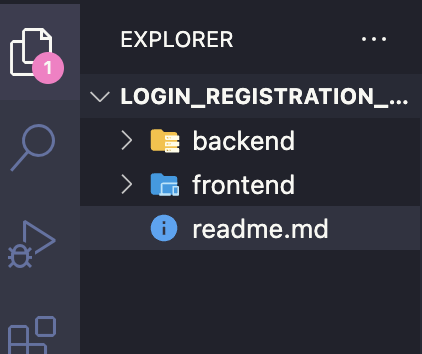 EXPLORER ...
1
LOGIN_REGISTRATION_...
backend
frontend
readme.md